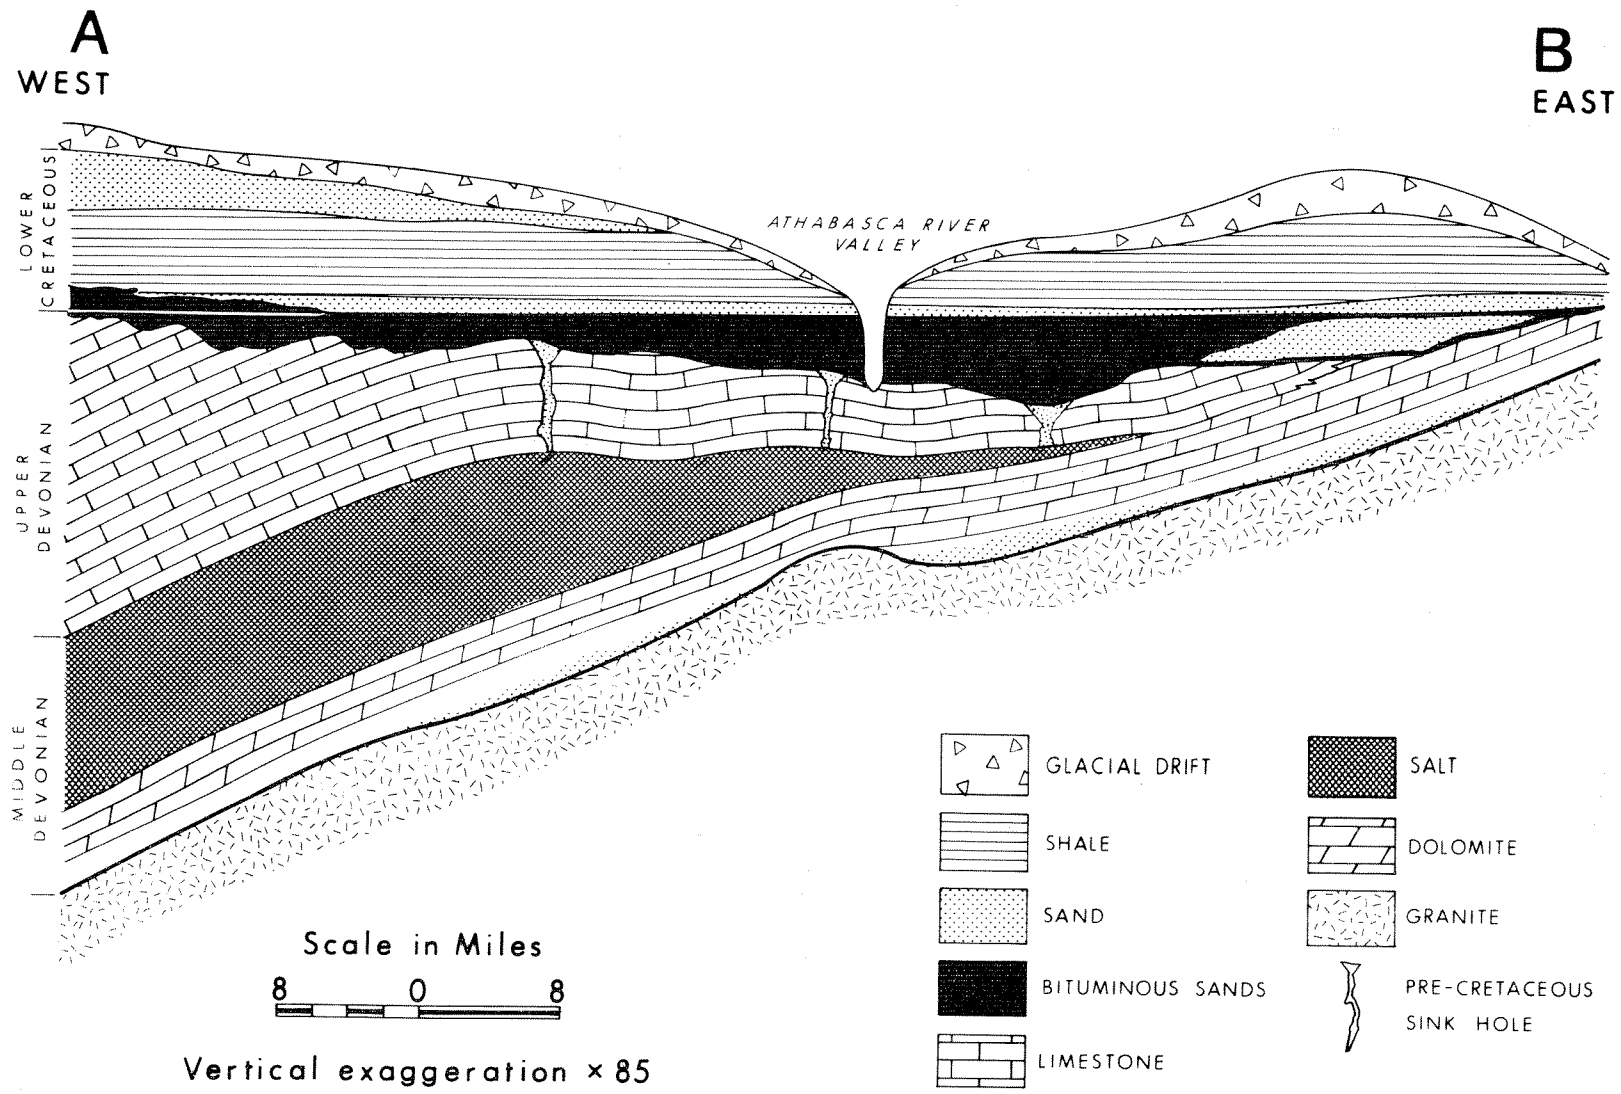 A
WEST
B
EAST
LOWER
CRETACEOUS
UPPER
DEVONIAN
MIDDLE
DEVONIAN
ATHABASCA RIVER
VALLEY
Scale in Miles
8 0 8
Vertical exaggeration × 85
GLACIAL DRIFT
SHALE
SAND
BITUMINOUS SANDS
LIMESTONE
SALT
DOLOMITE
GRANITE
PRE-CRETACEOUS
SINK HOLE